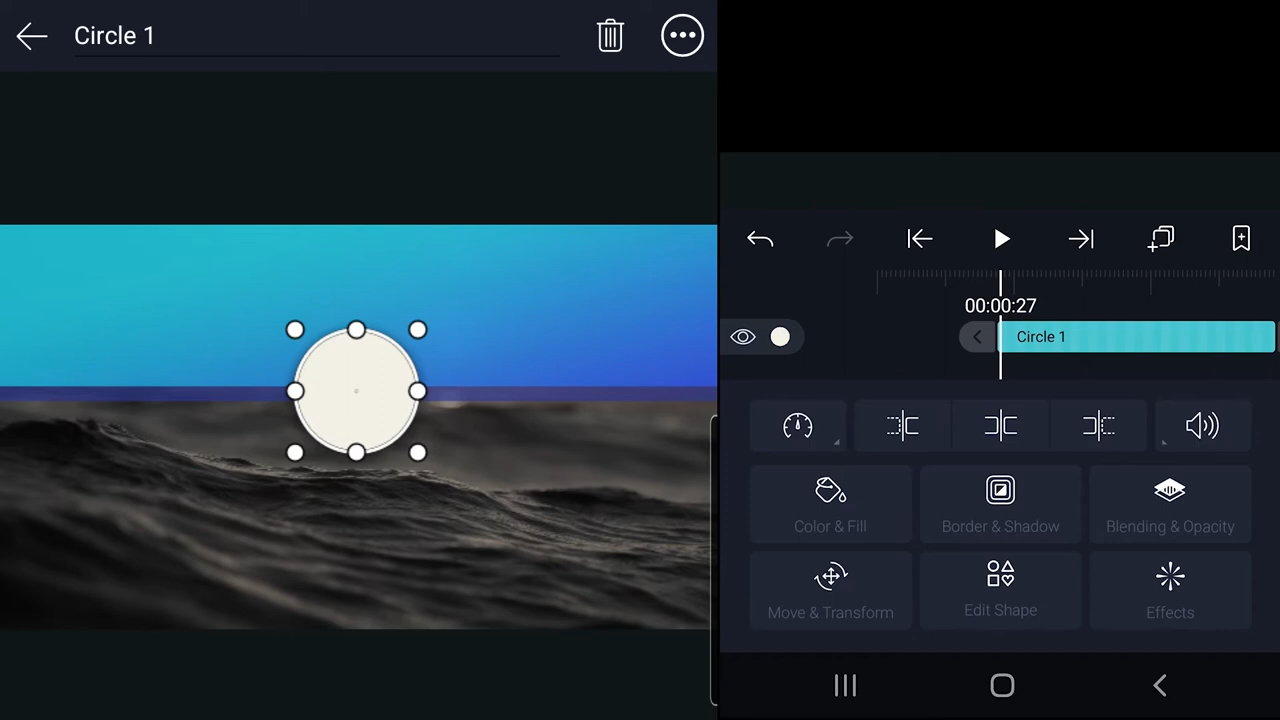 Circle 1
00:00:27
Circle 1
Color & Fill
Border & Shadow
Blending & Opacity
Move & Transform
Edit Shape
Effects